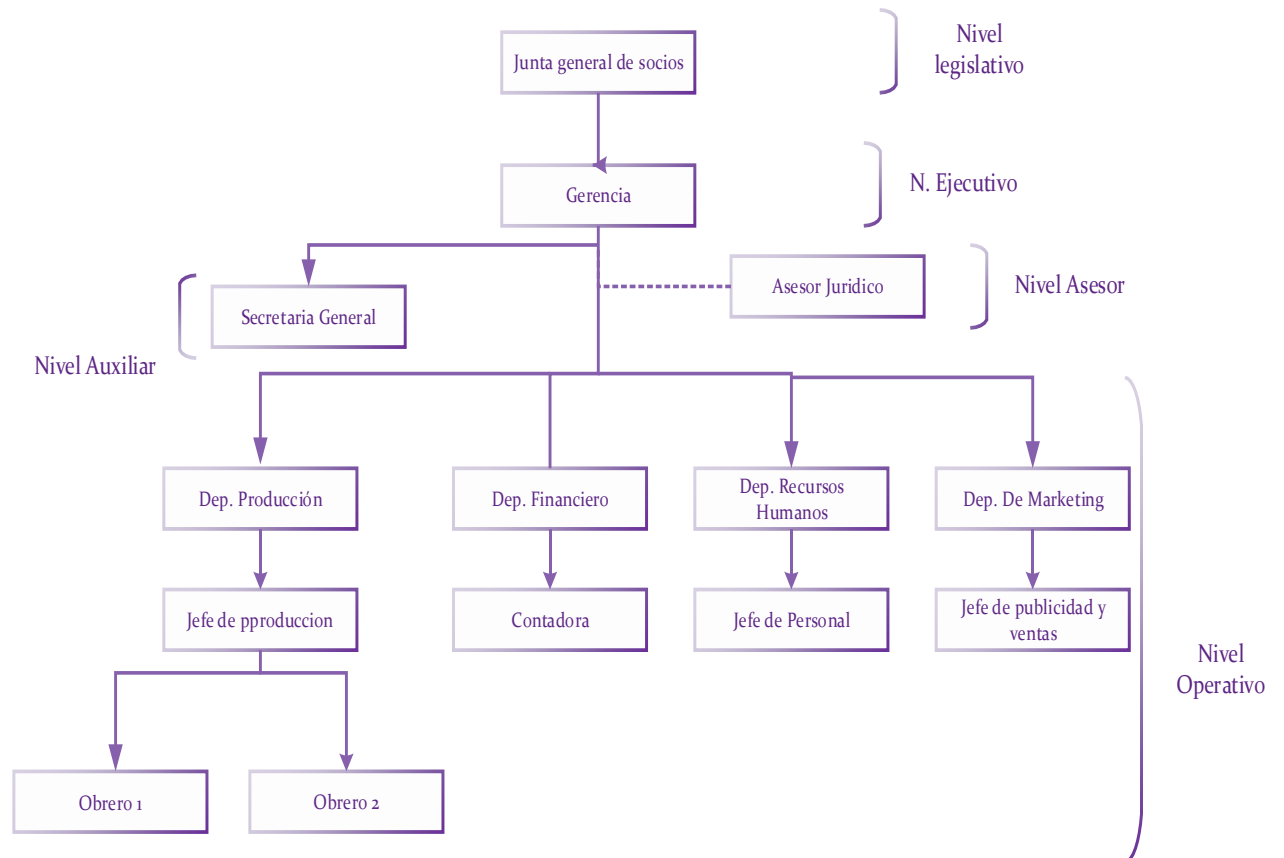 Nivel
legislativo
Junta general de socios
N. Ejecutivo
Gerencia
Asesor Juridico
Nivel Asesor
Secretaria General
Nivel Auxiliar
Dep. Producción
Dep. Financiero
Dep. Recursos
Humanos
Dep. De Marketing
Jefe de pproduccion
Contadora
Jefe de Personal
Jefe de publicidad y
ventas
Nivel
Operativo
Obrero 1
Obrero 2